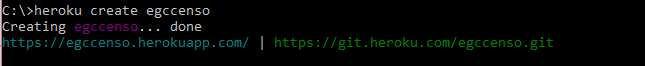 C:\>heroku create egccenso
Creating egccenso... done
https://egccenso.herokuapp.com/ | https://git.heroku.com/egccenso.git